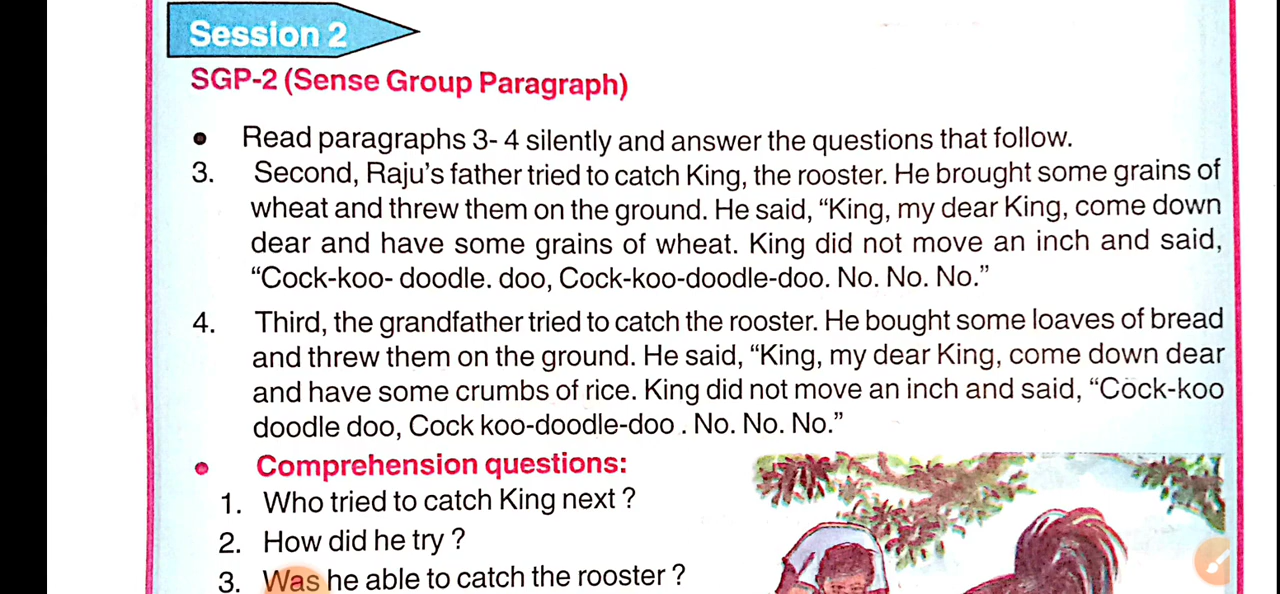 Session 2
SGP-2 (Sense Group Paragraph)
• Read paragraphs 3- 4 silently and answer the questions that follow.
3. Second, Raju's father tried to catch King, the rooster. He brought some grains of
wheat and threw them on the ground. He said, “King, my dear King, come down
dear and have some grains of wheat. King did not move an inch and said,
“Cock-koo- doodle. doo, Cock-koo-doodle-doo. No. No. No.”
4. Third, the grandfather tried to catch the rooster. He bought some loaves of bread
and threw them on the ground. He said, “King, my dear King, come down dear
and have some crumbs of rice. King did not move an inch and said, “Cock-koo
doodle doo, Cock koo-doodle-doo . No. No. No.”
• Comprehension questions:
1. Who tried to catch King next ?
2. How did he try ?
3. Was he able to catch the rooster ?